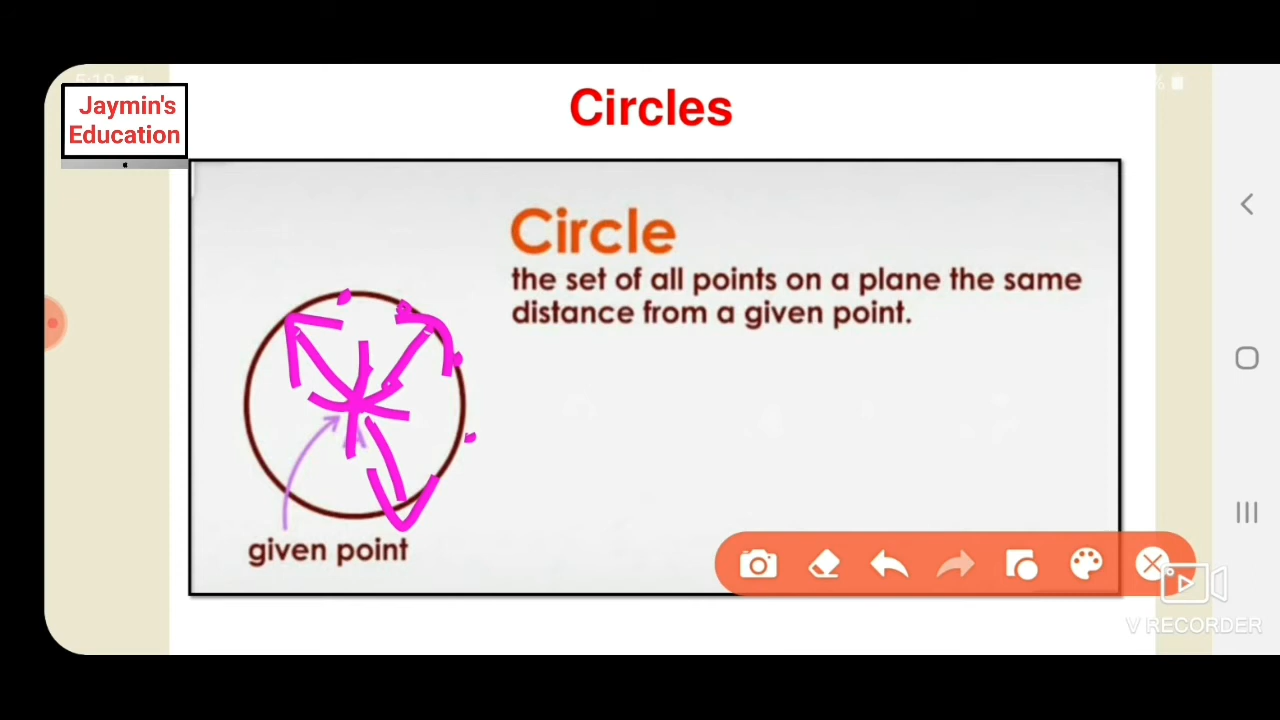 Jaymin's
Education
Circles
Circle
the set of all points on a plane the same
distance from a given point.
given point
V RECORDER